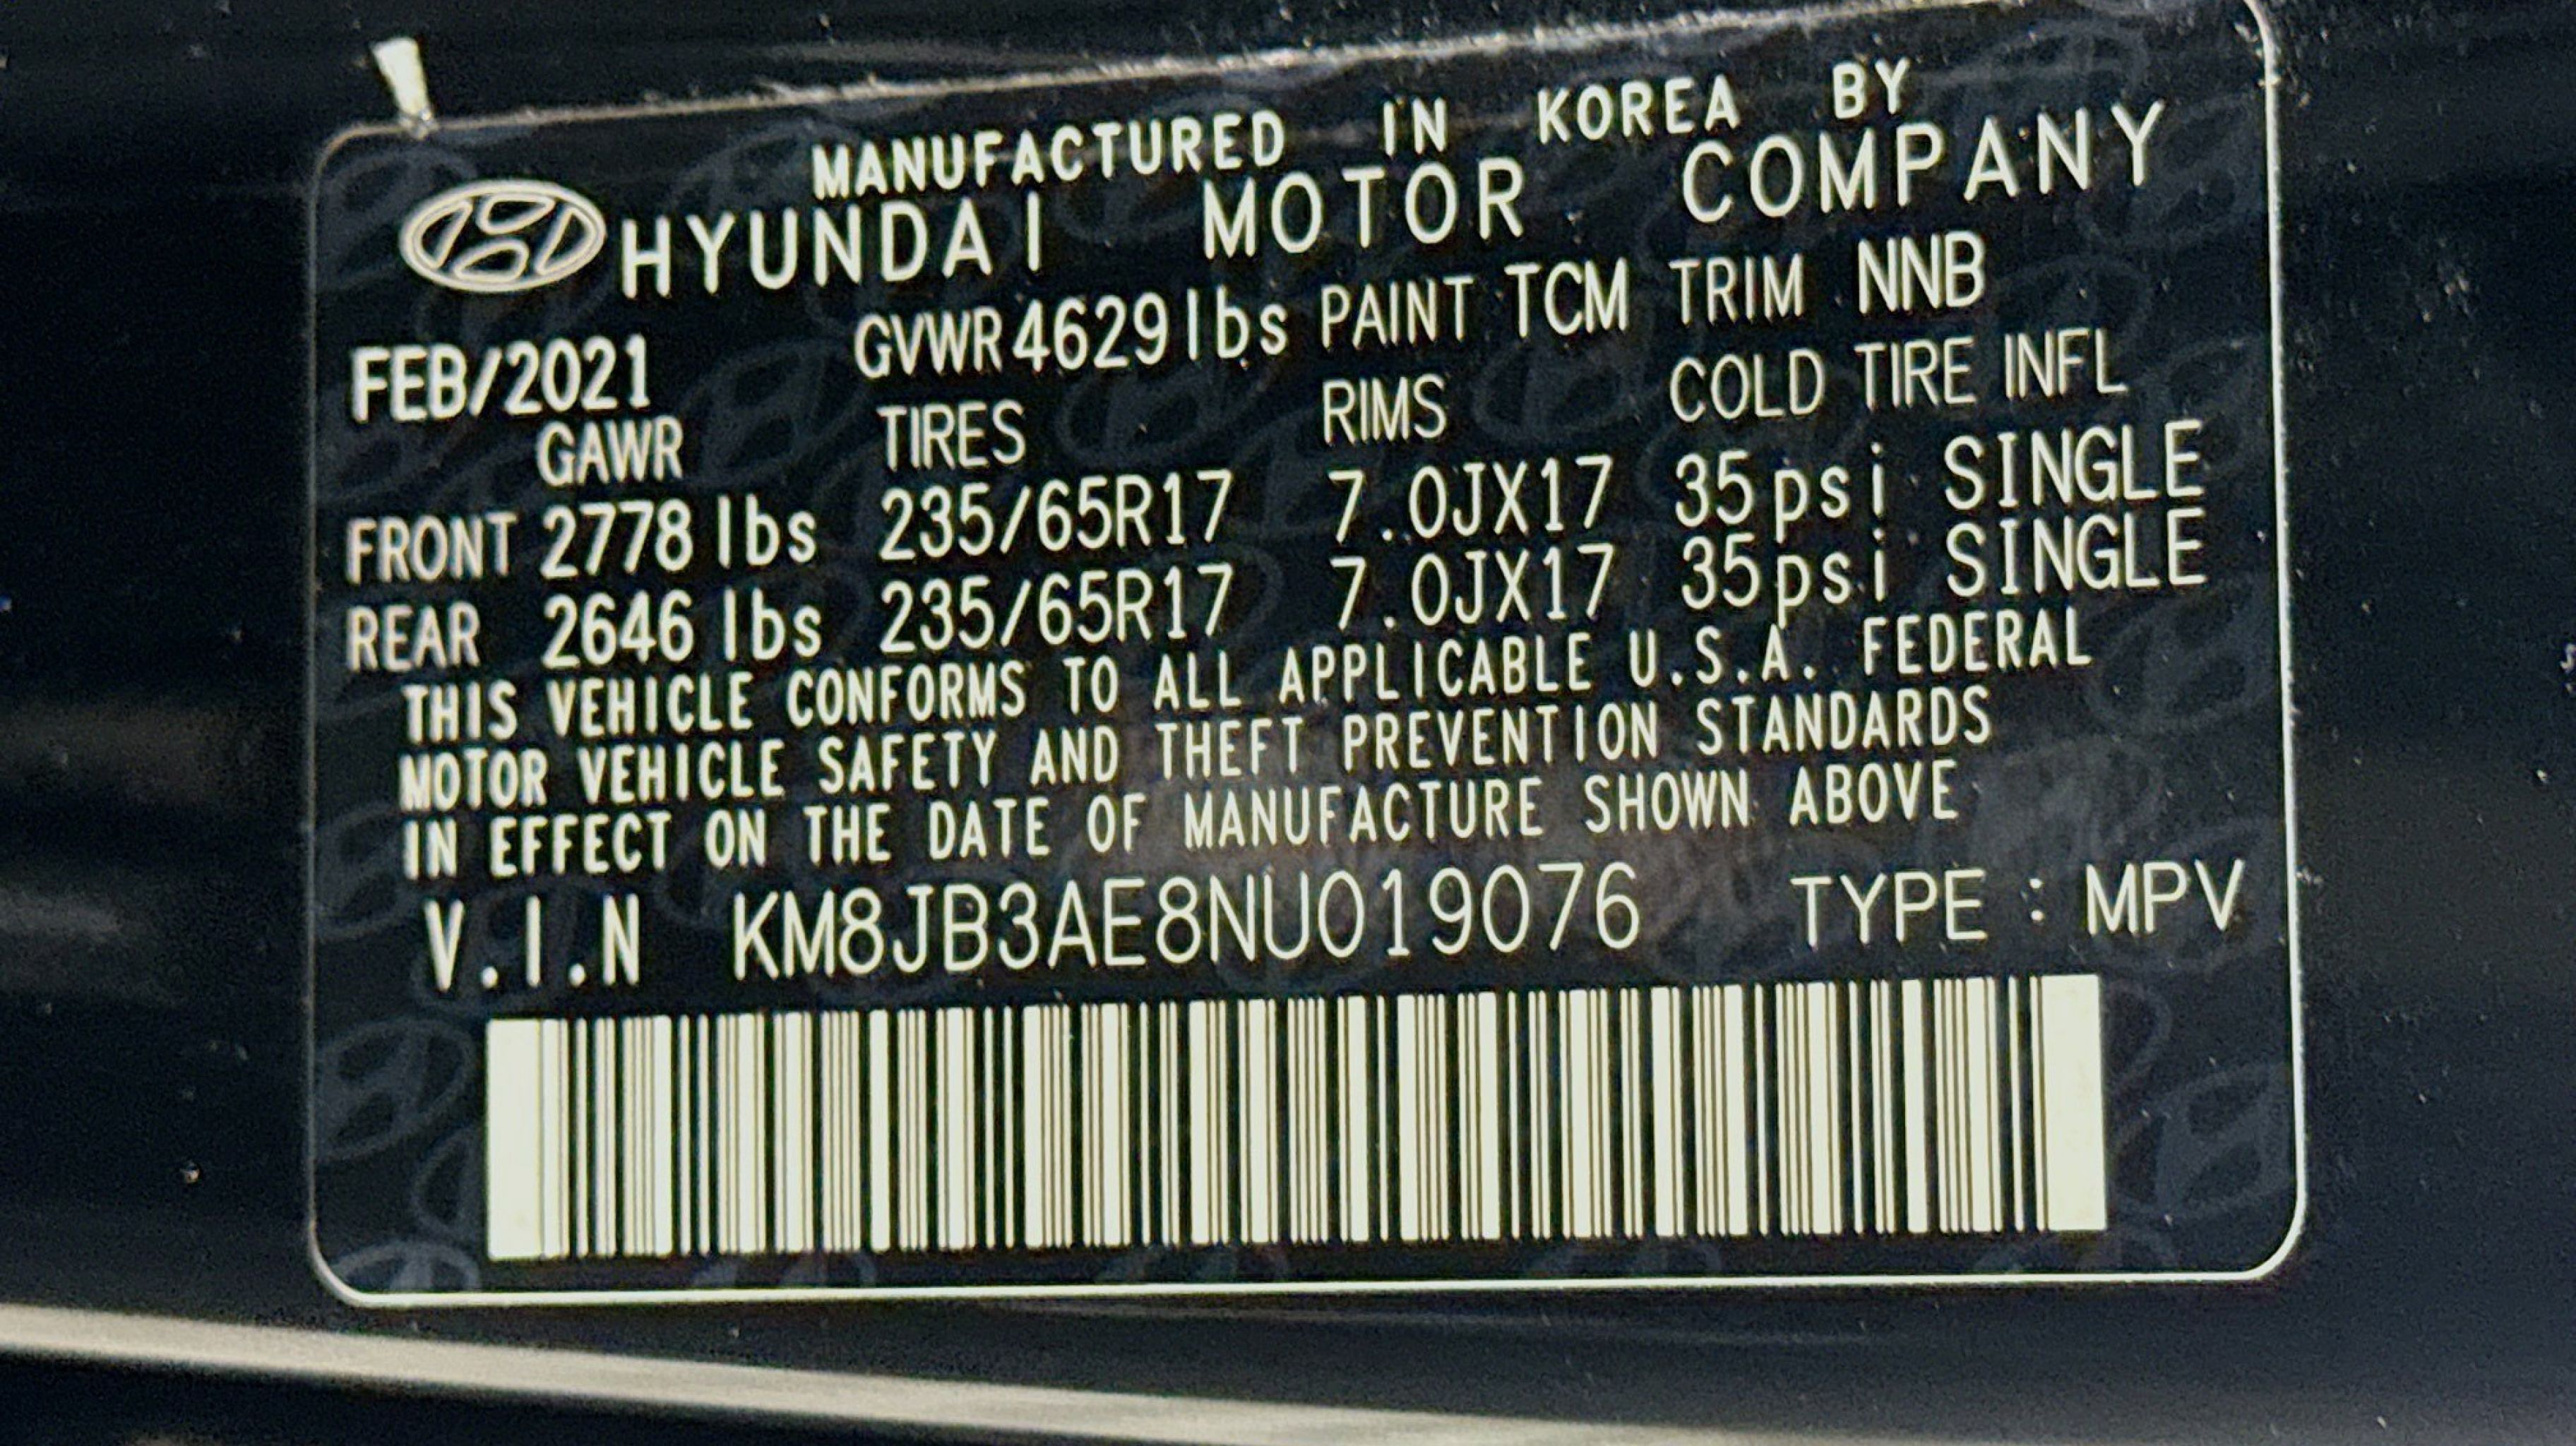 MANUFACTURED IN KOREA BY
HYUNDAI MOTOR COMPANY
FEB/2021 GVWR 4629 lbs PAINT TCM TRIM NNB
GAWR TIRES RIMS COLD TIRE INFL
FRONT 2778 lbs 235/65R17 7.0JX17 35psi SINGLE
REAR 2646 lbs 235/65R17 7.0JX17 35psi SINGLE
THIS VEHICLE CONFORMS TO ALL APPLICABLE U.S.A. FEDERAL
MOTOR VEHICLE SAFETY AND THEFT PREVENTION STANDARDS
IN EFFECT ON THE DATE OF MANUFACTURE SHOWN ABOVE
V.I.N KM8JB3AE8NU019076 TYPE : MPV